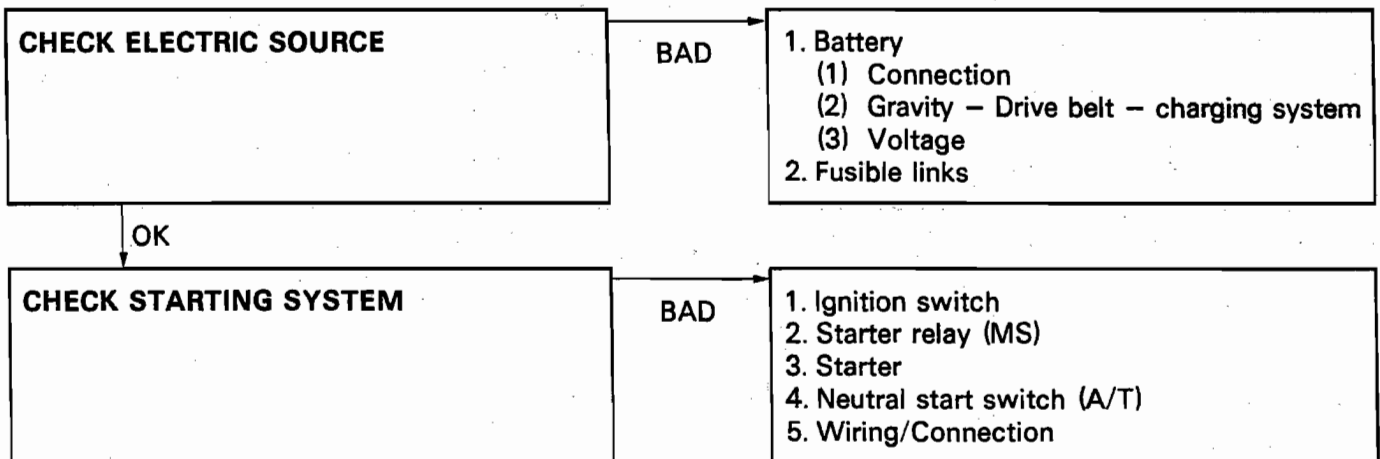 CHECK ELECTRIC SOURCE
BAD
1. Battery
(1) Connection
(2) Gravity – Drive belt – charging system
(3) Voltage
2. Fusible links
OK
CHECK STARTING SYSTEM
BAD
1. Ignition switch
2. Starter relay (MS)
3. Starter
4. Neutral start switch (A/T)
5. Wiring/Connection